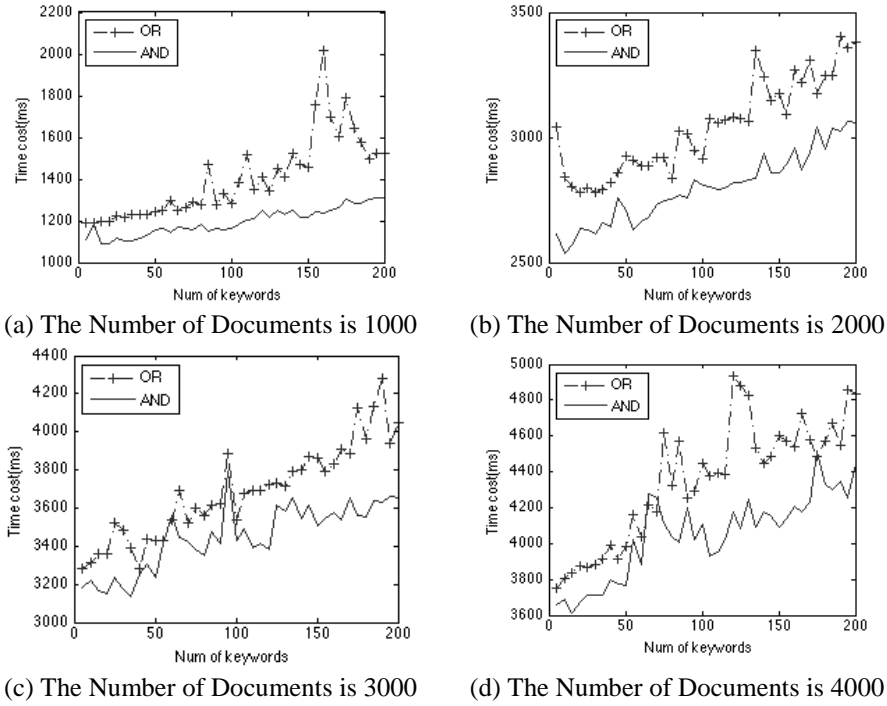 OR
AND
2200
2000
1800
1600
1400
1200
1000
Time cost(ms)
0 50 100 150 200
Num of keywords
(a) The Number of Documents is 1000
OR
AND
3500
3000
2500
Time cost(ms)
0 50 100 150 200
Num of keywords
(b) The Number of Documents is 2000
OR
AND
4400
4200
4000
3800
3600
3400
3200
3000
Time cost(ms)
0 50 100 150 200
Num of keywords
(c) The Number of Documents is 3000
OR
AND
5000
4800
4600
4400
4200
4000
3800
3600
Time cost(ms)
0 50 100 150 200
Num of keywords
(d) The Number of Documents is 4000